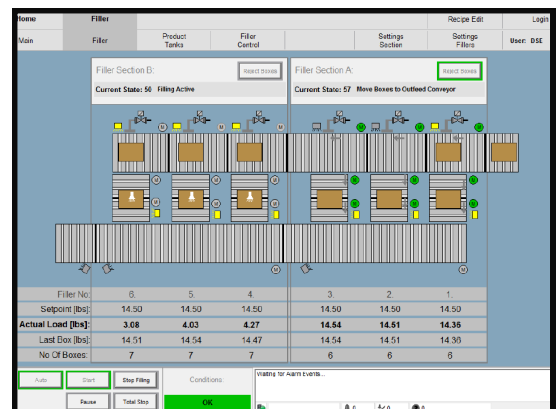 Home Filler Recipe Edit Login
Main Filler Product Tanks Filler Control Settings Section Settings Fillers User: DSE
Filler Section B: Reject Boxes Filler Section A: Reject Boxes
Current State: 50 Filling Active Current State: 57 Move Boxes to Outfeed Conveyor
M M M M M M
M M M M M M
M M M M M M
M M
Filler No: 6. 5. 4. 3. 2. 1.
Setpoint [lbs]: 14.50 14.50 14.50 14.50 14.50 14.50
Actual Load [lbs]: 3.08 4.03 4.27 14.54 14.51 14.36
Last Box [lbs]: 14.51 14.54 14.47 14.54 14.51 14.36
No Of Boxes: 7 7 7 6 6 6
Auto Start Stop Filling Conditions: Waiting for Alarm Events...
Pause Total Stop OK
0 0 0